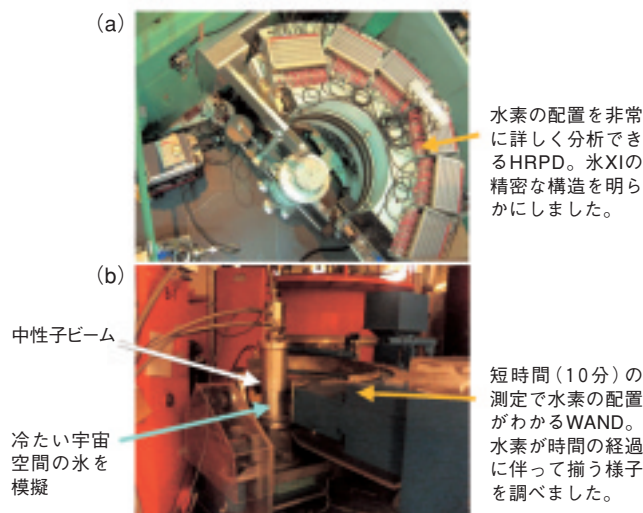 (a)
水素の配置を非常
に詳しく分析でき
るHRPD。氷XIの
精密な構造を明ら
かにしました。
(b)
中性子ビーム
冷たい宇宙
空間の氷を
模擬
短時間（10分）の
測定で水素の配置
がわかるWAND。
水素が時間の経過
に伴って揃う様子
を調べました。